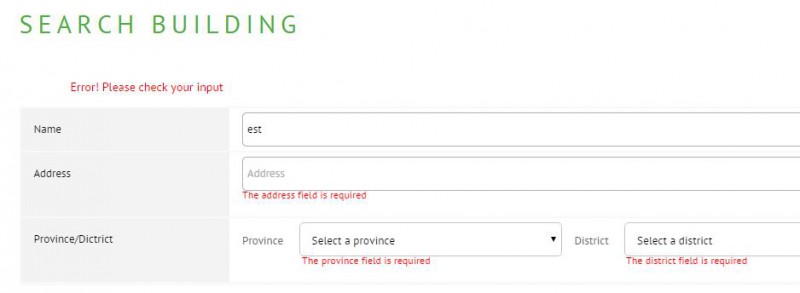 SEARCH BUILDING
Error! Please check your input
Name
est
Address
Address
The address field is required
Province/Dictrict
Province
Select a province
District
Select a district
The province field is required
The district field is required